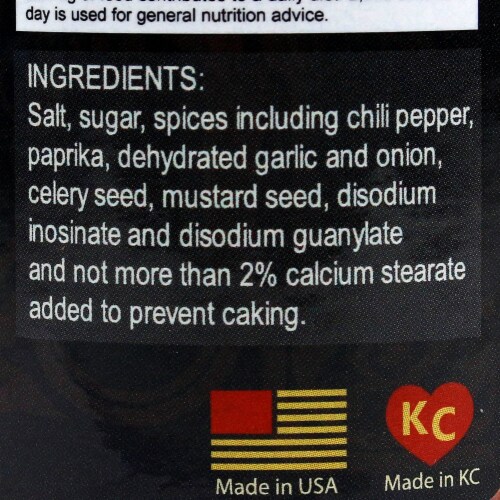 day is used for general nutrition advice.
INGREDIENTS:
Salt, sugar, spices including chili pepper,
paprika, dehydrated garlic and onion,
celery seed, mustard seed, disodium
inosinate and disodium guanylate
and not more than 2% calcium stearate
added to prevent caking.
KC
Made in USA
Made in KC